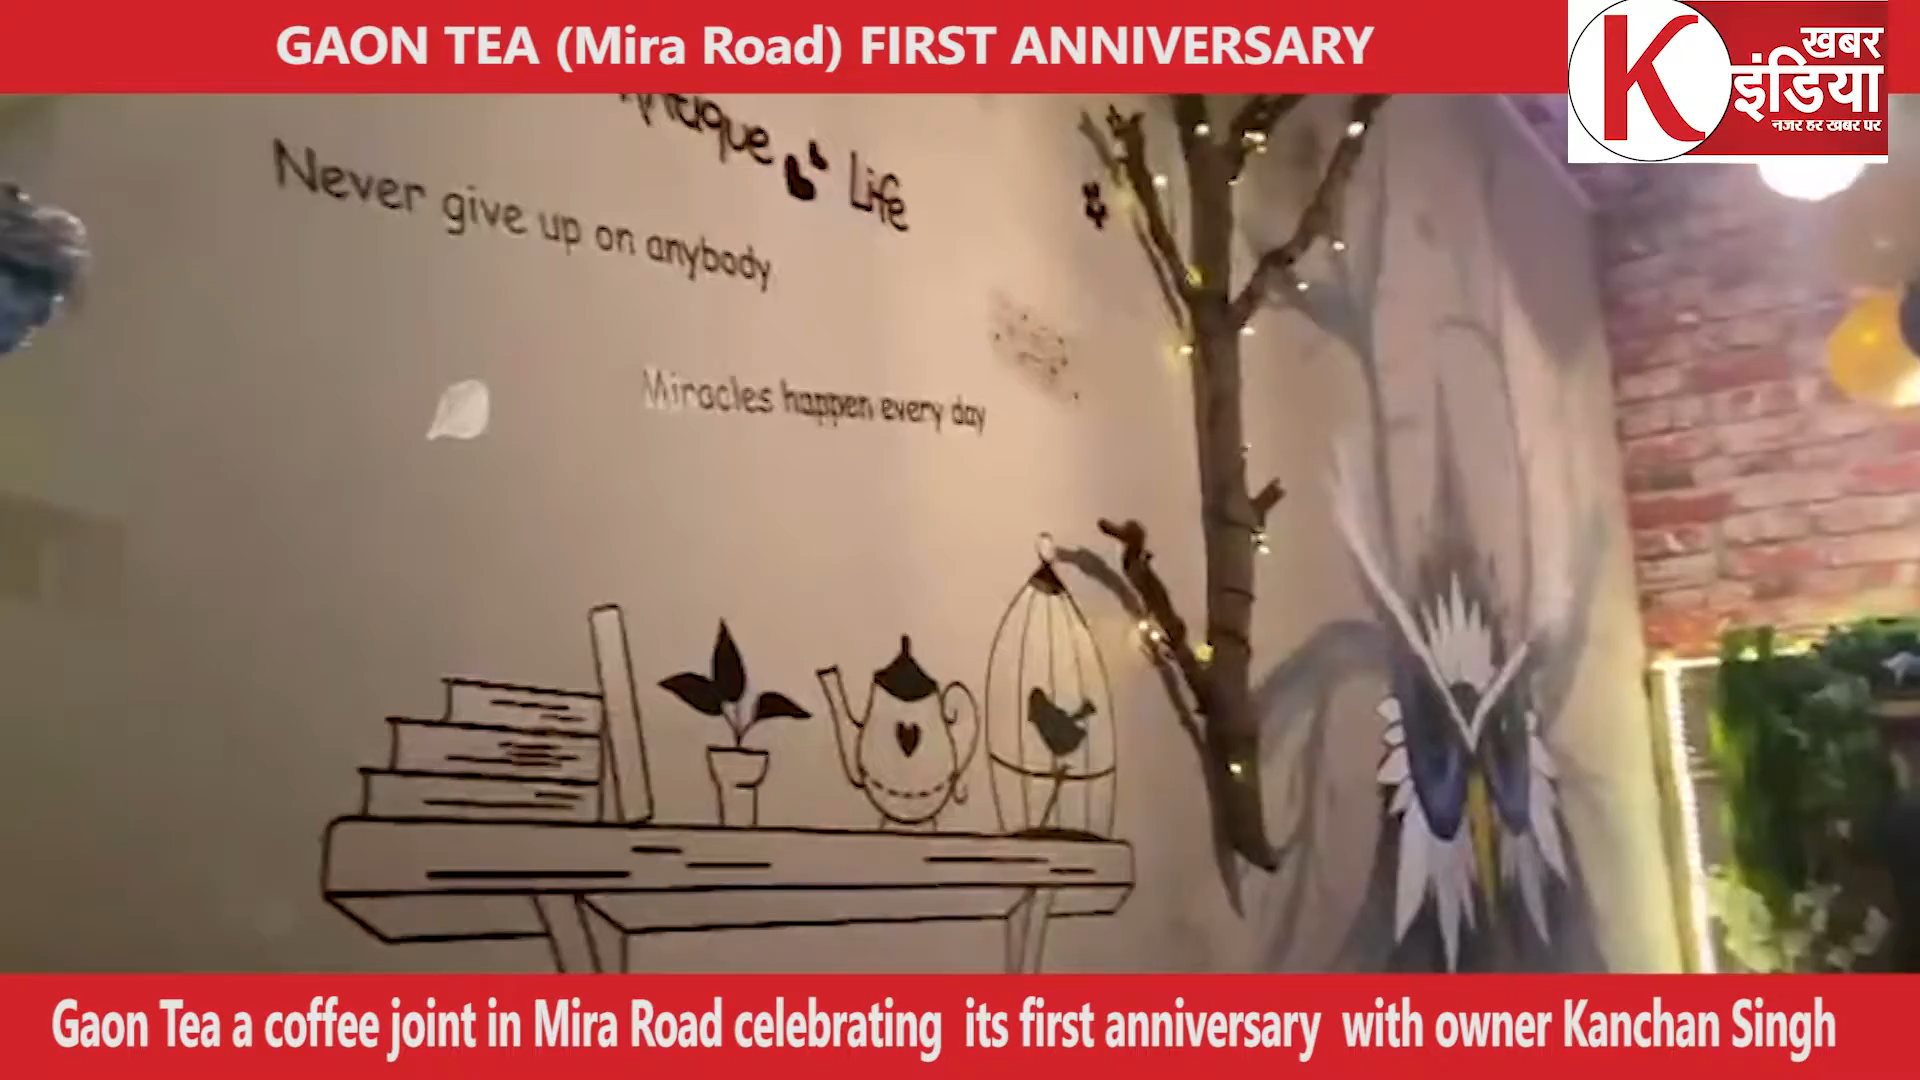 GAON TEA (Mira Road) FIRST ANNIVERSARY
K
खबर
इंडिया
नजर हर खबर पर
Life
Never give up on anybody
Miracles happen every day
Gaon Tea a coffee joint in Mira Road celebrating its first anniversary with owner Kanchan Singh